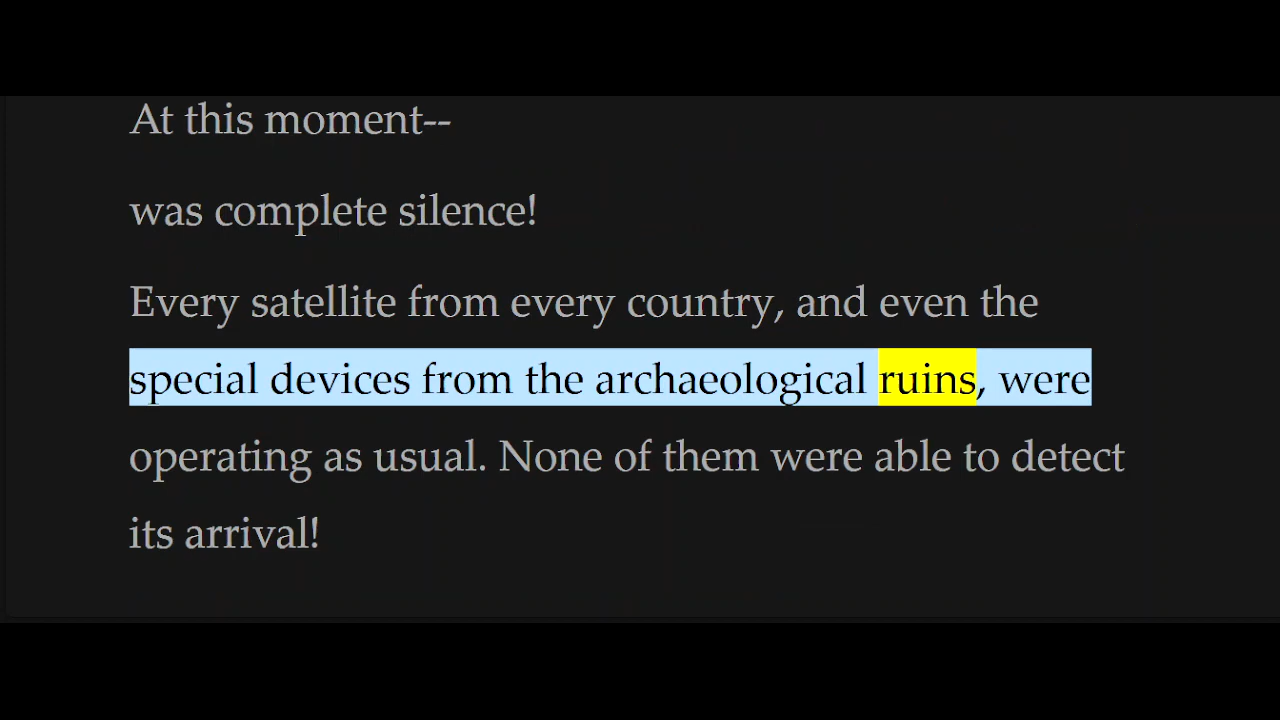 At this moment--
was complete silence!
Every satellite from every country, and even the
special devices from the archaeological ruins, were
operating as usual. None of them were able to detect
its arrival!